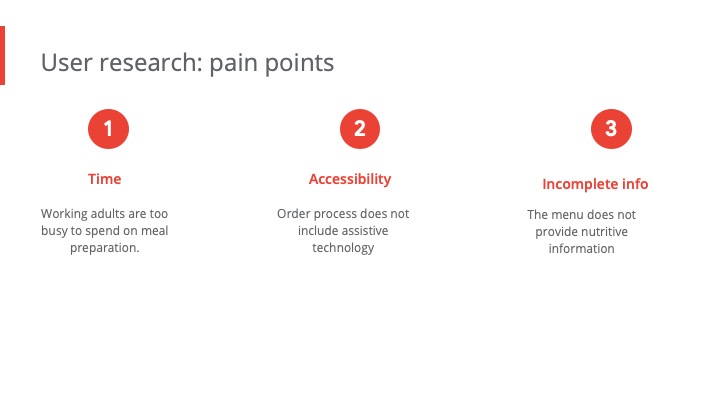 User research: pain points
1
Time
Working adults are too
busy to spend on meal
preparation.
2
Accessibility
Order process does not
include assistive
technology
3
Incomplete info
The menu does not
provide nutritive
information